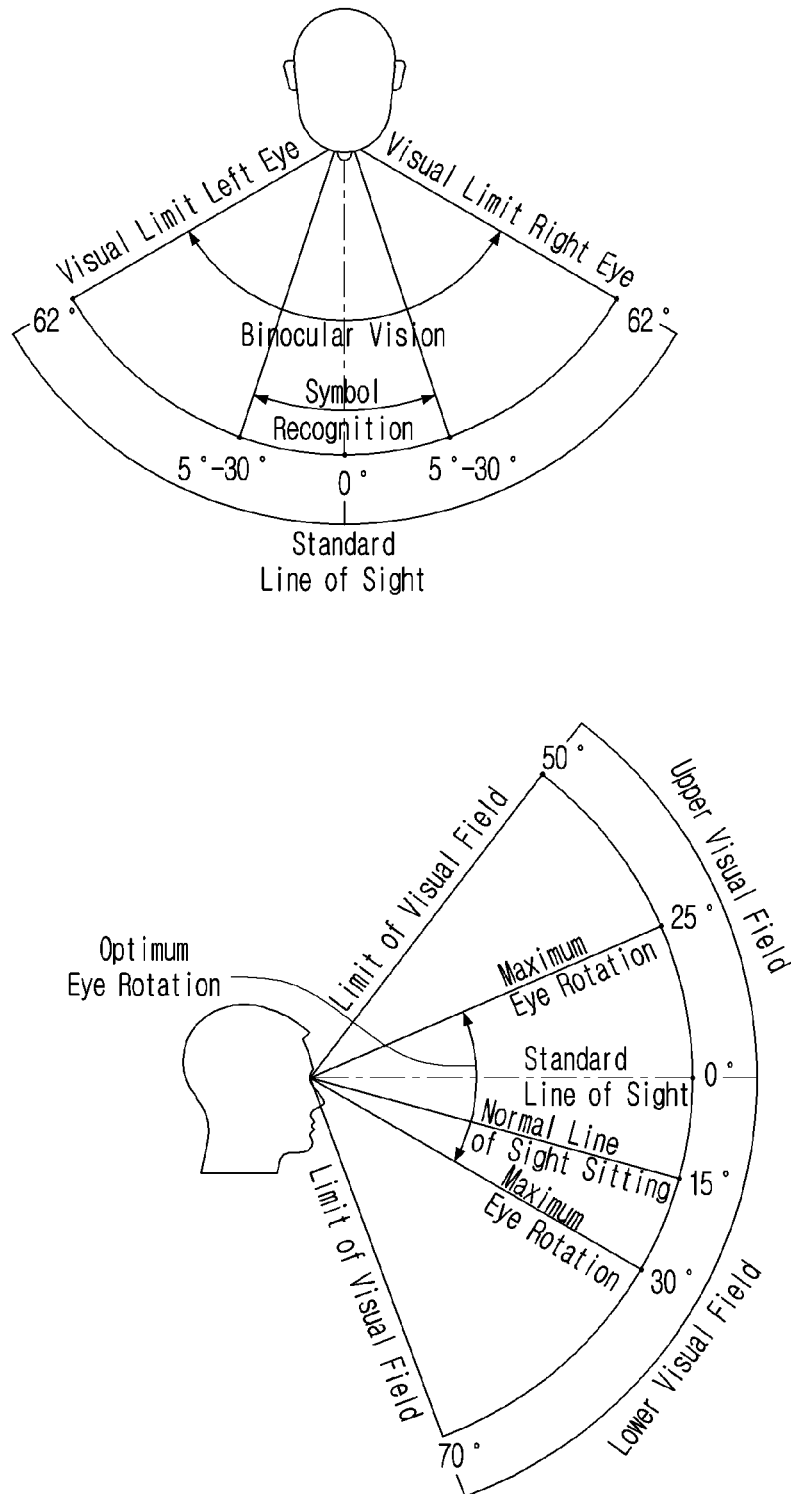 Visual Limit Left Eye
Visual Limit Right Eye
62°
62°
Binocular Vision
Symbol
Recognition
5°-30°
0°
5°-30°
Standard
Line of Sight
50°
Upper Visual Field
Limit of Visual Field
25°
Optimum
Eye Rotation
Maximum
Eye Rotation
Standard
Line of Sight
0°
Normal Line
of Sight Sitting
15°
Maximum
Eye Rotation
30°
Limit of Visual Field
Lower Visual Field
70°